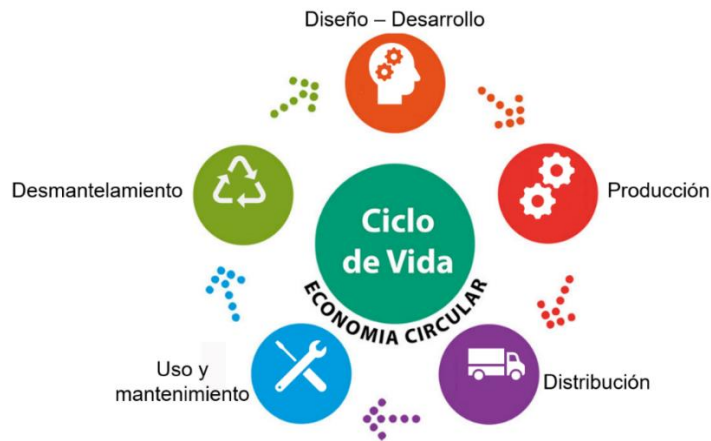 Diseño – Desarrollo
Desmantelamiento
Producción
Ciclo
de Vida
ECONOMIA CIRCULAR
Uso y
mantenimiento
Distribución